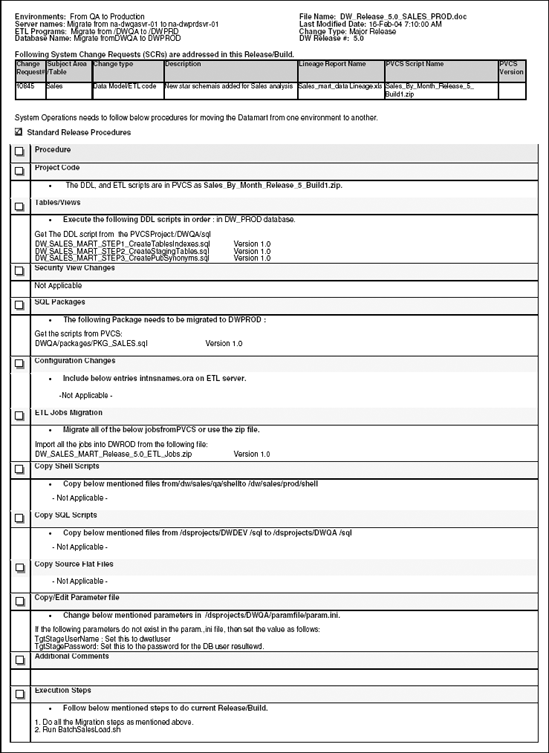 Environments: From QA to Production
Server names: Migrate from na-dwqasvr-01 to na-dwprdsvr-01
ETL Programs: Migrate from /DWQA to /DWPRD
Database Name: Migrate fromDWQA to DWPROD
File Name: DW_Release_5.0_SALES_PROD.doc
Last Modified Date: 16-Feb-04 7:10:00 AM
Change Type: Major Release
DW Release #: 5.0
Following System Change Requests (SCRs) are addressed in this Release/Build.
Change Request# Subject Area /Table Change type Description Lineage Report Name PVCS Script Name PVCS Version
10845 Sales Data Model/ETL code New star schemais added for Sales analysis Sales_mart_data Lineage.xls Sales_By_Month_Release_5_
Build1.zip
System Operations needs to follow below procedures for moving the Datamart from one environment to another.
Standard Release Procedures
Procedure
Project Code
• The DDL, and ETL scripts are in PVCS as Sales_By_Month_Release_5_Build1.zip.
Tables/Views
• Execute the following DDL scripts in order : in DW_PROD database.
Get The DDL script from the PVCSProject:/DWQA/sql
DW_SALES_MART_STEP1_CreateTablesIndexes.sql Version 1.0
DW_SALES_MART_STEP2_CreateStagingTables.sql Version 1.0
DW_SALES_MART_STEP3_CreatePubSynonyms.sql Version 1.0
Security View Changes
Not Applicable
SQL Packages
• The following Package needs to be migrated to DWPROD :
Get the scripts from PVCS:
DWQA/packages/PKG_SALES.sql Version 1.0
Configuration Changes
• Include below entries intnsnames.ora on ETL server.
-Not Applicable -
ETL Jobs Migration
• Migrate all of the below jobsfromPVCS or use the zip file.
Import all the jobs into DWROD from the following file:
DW_SALES_MART_Release_5.0_ETL_Jobs.zip Version 1.0
Copy Shell Scripts
• Copy below mentioned files from/dw/sales/qa/shellto /dw/sales/prod/shell
- Not Applicable -
Copy SQL Scripts
• Copy below mentioned files from /dsprojects/DWDEV /sql to /dsprojects/DWQA /sql
- Not Applicable -
Copy Source Flat Files
- Not Applicable -
Copy/Edit Parameter file
• Change below mentioned parameters in /dsprojects/DWQA/paramfile/param.ini.
If the following parameters do not exist in the param.,ini file, than set the value as follows:
TgtStageUserName : Set this to dwetluser
TgtStagePassword: Set this to the password for the DB user resultewd.
Additional Comments
Execution Steps
• Follow below mentioned steps to do current Release/Build.
1. Do all the Migration steps as mentioned above.
2. Run BatchSalesLoad.sh